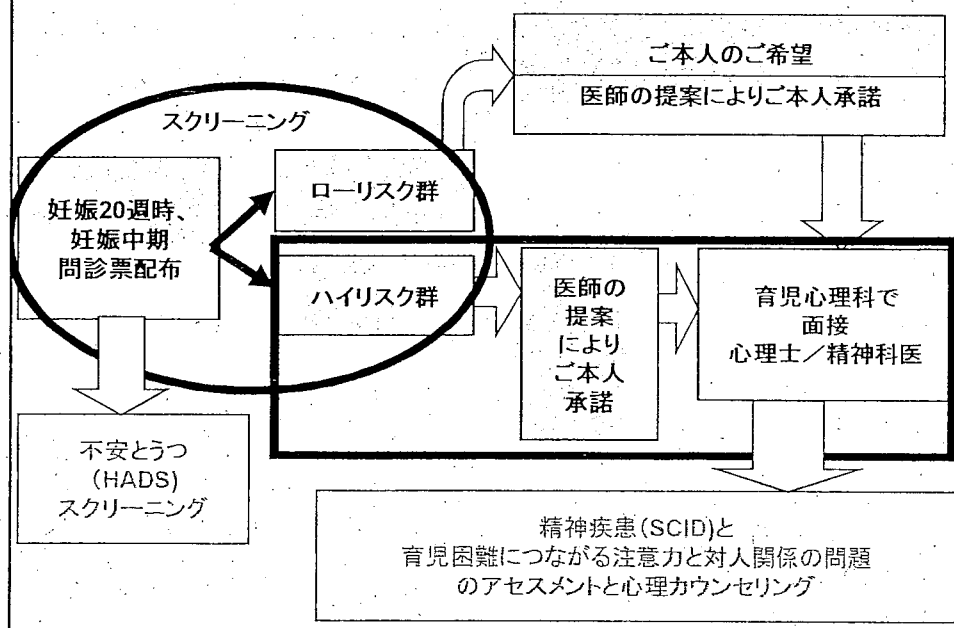 ご本人のご希望
医師の提案によりご本人承諾
スクリーニング
妊娠20週時、
妊娠中期
問診票配布
ローリスク群
ハイリスク群
医師の
提案
により
ご本人
承諾
育児心理科で
面接
心理士／精神科医
不安とうつ
（HADS）
スクリーニング
精神疾患（SCID）と
育児困難につながる注意力と対人関係の問題
のアセスメントと心理カウンセリング